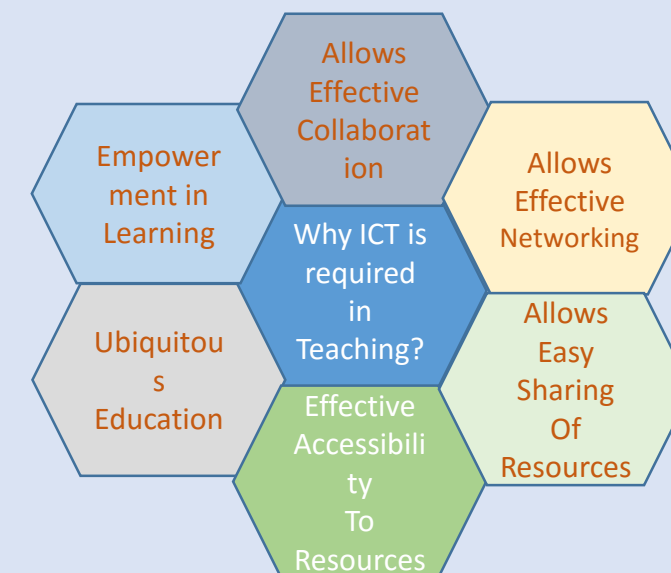 Allows
Effective
Collaborat
ion
Empower
ment in
Learning
Allows
Effective
Networking
Why ICT is
required
in
Teaching?
Ubiquitou
s
Education
Allows
Easy
Sharing
Of
Resources
Effective
Accessibili
ty
To
Resources